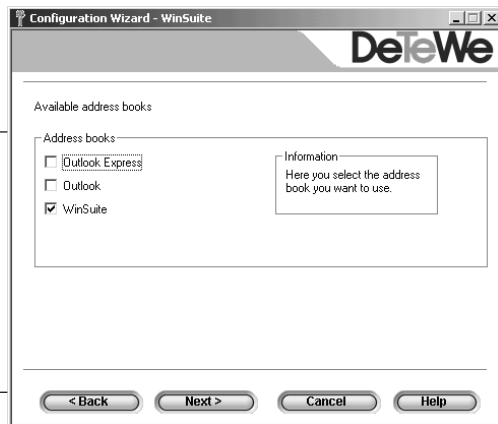 Configuration Wizard - WinSuite
DeTeWe
Available address books
Address books
Outlook Express
Outlook
WinSuite
Information
Here you select the address
book you want to use.
< Back
Next >
Cancel
Help